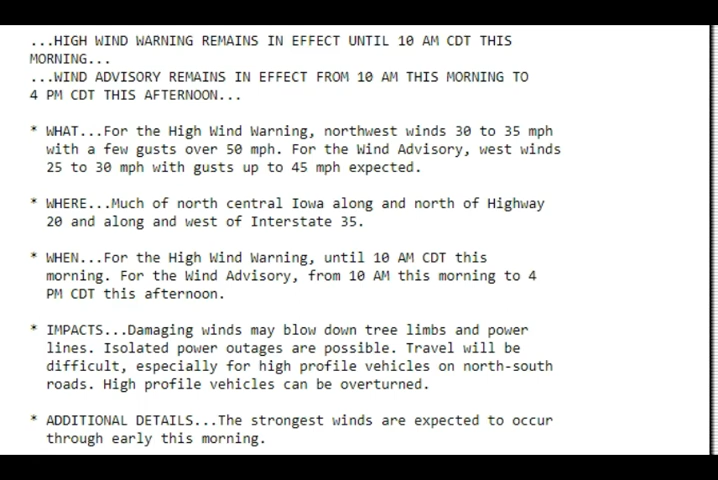 ...HIGH WIND WARNING REMAINS IN EFFECT UNTIL 10 AM CDT THIS
MORNING...
...WIND ADVISORY REMAINS IN EFFECT FROM 10 AM THIS MORNING TO
4 PM CDT THIS AFTERNOON...
* WHAT...For the High Wind Warning, northwest winds 30 to 35 mph
with a few gusts over 50 mph. For the Wind Advisory, west winds
25 to 30 mph with gusts up to 45 mph expected.
* WHERE...Much of north central Iowa along and north of Highway
20 and along and west of Interstate 35.
* WHEN...For the High Wind Warning, until 10 AM CDT this
morning. For the Wind Advisory, from 10 AM this morning to 4
PM CDT this afternoon.
* IMPACTS...Damaging winds may blow down tree limbs and power
lines. Isolated power outages are possible. Travel will be
difficult, especially for high profile vehicles on north-south
roads. High profile vehicles can be overturned.
* ADDITIONAL DETAILS...The strongest winds are expected to occur
through early this morning.